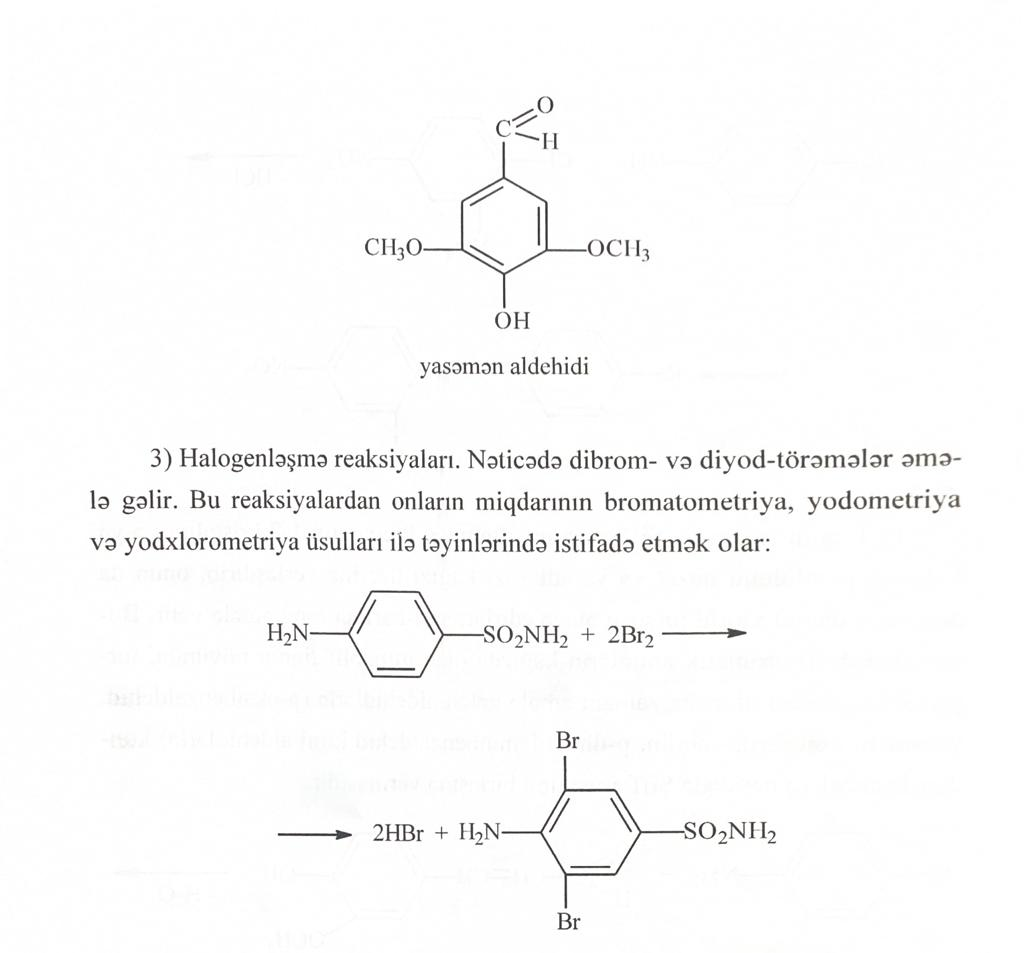 O
C
H
CH₃O
OCH₃
OH
yasəmən aldehidi
3) Halogenləşmə reaksiyaları. Nəticədə dibrom- və diyod-törəmələr əmə-
lə gəlir. Bu reaksiyalardan onların miqdarının bromatometriya, yodometriya
və yodxlorometriya üsulları ilə təyinlərində istifadə etmək olar:
H₂N SO₂NH₂ + 2Br₂
Br
2HBr + H₂N SO₂NH₂
Br